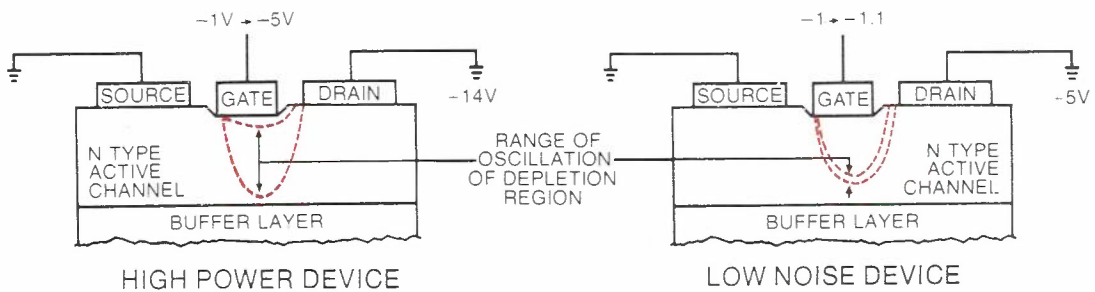 −1V → −5V
SOURCE
GATE
DRAIN
−14V
N TYPE
ACTIVE
CHANNEL
BUFFER LAYER
HIGH POWER DEVICE
RANGE OF
OSCILLATION
OF DEPLETION
REGION
−1 → −1.1
SOURCE
GATE
DRAIN
−5V
N TYPE
ACTIVE
CHANNEL
BUFFER LAYER
LOW NOISE DEVICE